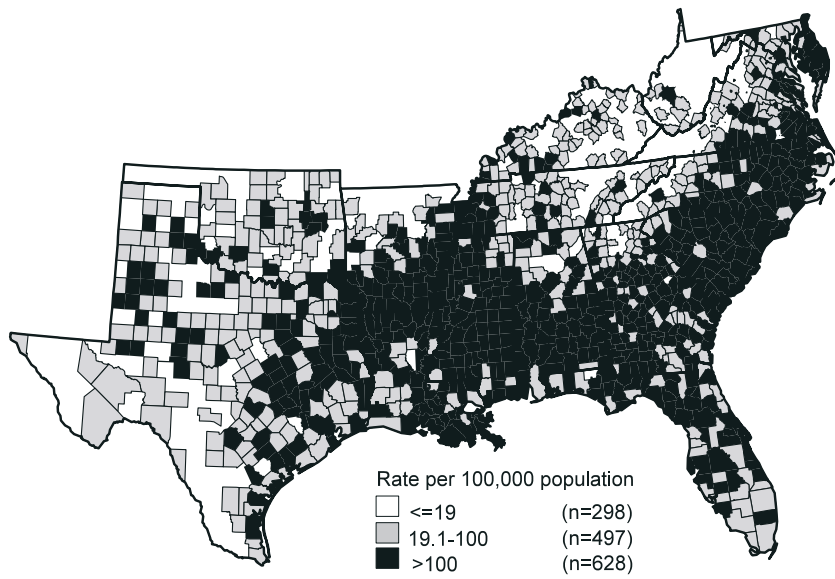 Rate per 100,000 population
<=19 (n=298)
19.1-100 (n=497)
>100 (n=628)